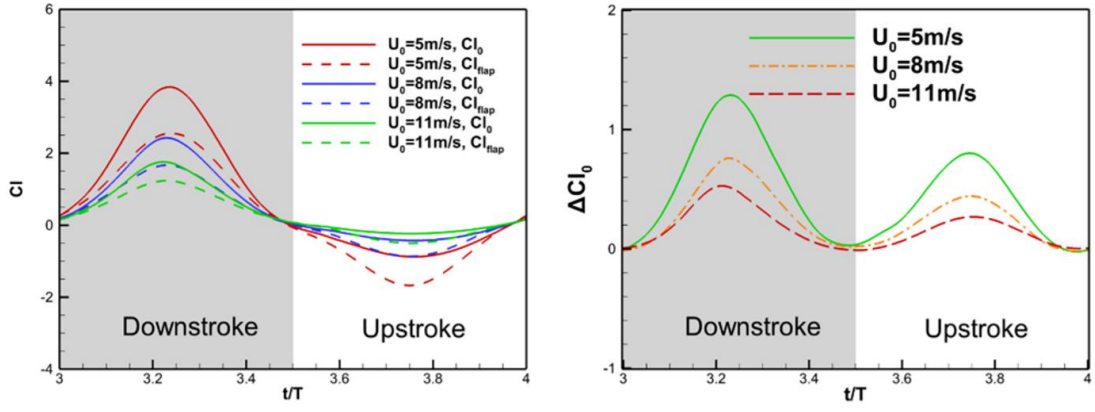 6
4
2
0
-2
-4
Cl
U₀=5m/s, Cl₀
U₀=5m/s, Cl_flap
U₀=8m/s, Cl₀
U₀=8m/s, Cl_flap
U₀=11m/s, Cl₀
U₀=11m/s, Cl_flap
Downstroke
Upstroke
3
3.2
3.4
3.6
3.8
4
t/T
2
1
0
-1
ΔCl₀
U₀=5m/s
U₀=8m/s
U₀=11m/s
Downstroke
Upstroke
3
3.2
3.4
3.6
3.8
4
t/T